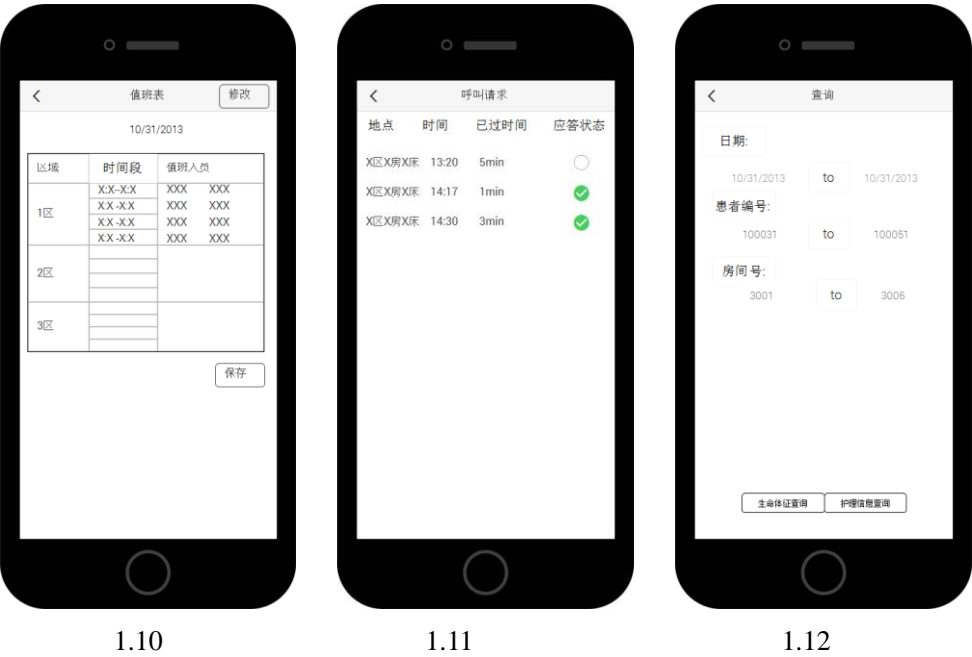 值班表 修改
10/31/2013
区域 时间段 值班人员
X:X–X:X XXX XXX
1区
X:X -X:X XXX XXX
X:X -X:X XXX XXX
X:X -X:X XXX XXX
2区
3区
保存
1.10
呼叫请求
地点 时间 已过时间 应答状态
X区X房X床 13:20 5min
X区X房X床 14:17 1min
X区X房X床 14:30 3min
1.11
查询
日期:
10/31/2013 to 10/31/2013
患者编号:
100031 to 100051
房间号:
3001 to 3006
生命体征查询 护理信息查询
1.12